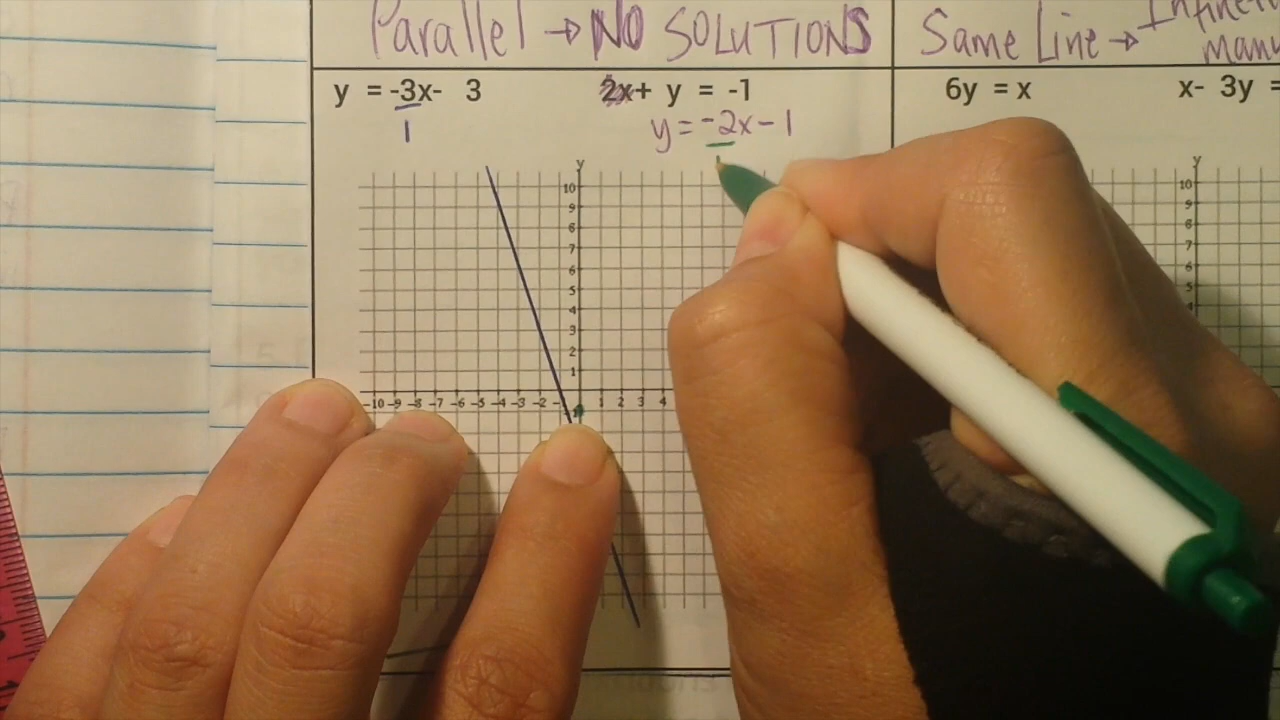 Parallel → NO SOLUTIONS
Same Line →
many
y = -3x- 3
1
2x+ y = -1
y = -2x - 1
6y = x
x- 3y =
y
10
9
8
7
6
5
4
3
2
1
-10 -9 -8 -7 -6 -5 -4 -3 -2 1 2 3 4
-1
y
10
9
8
7
6
5
4